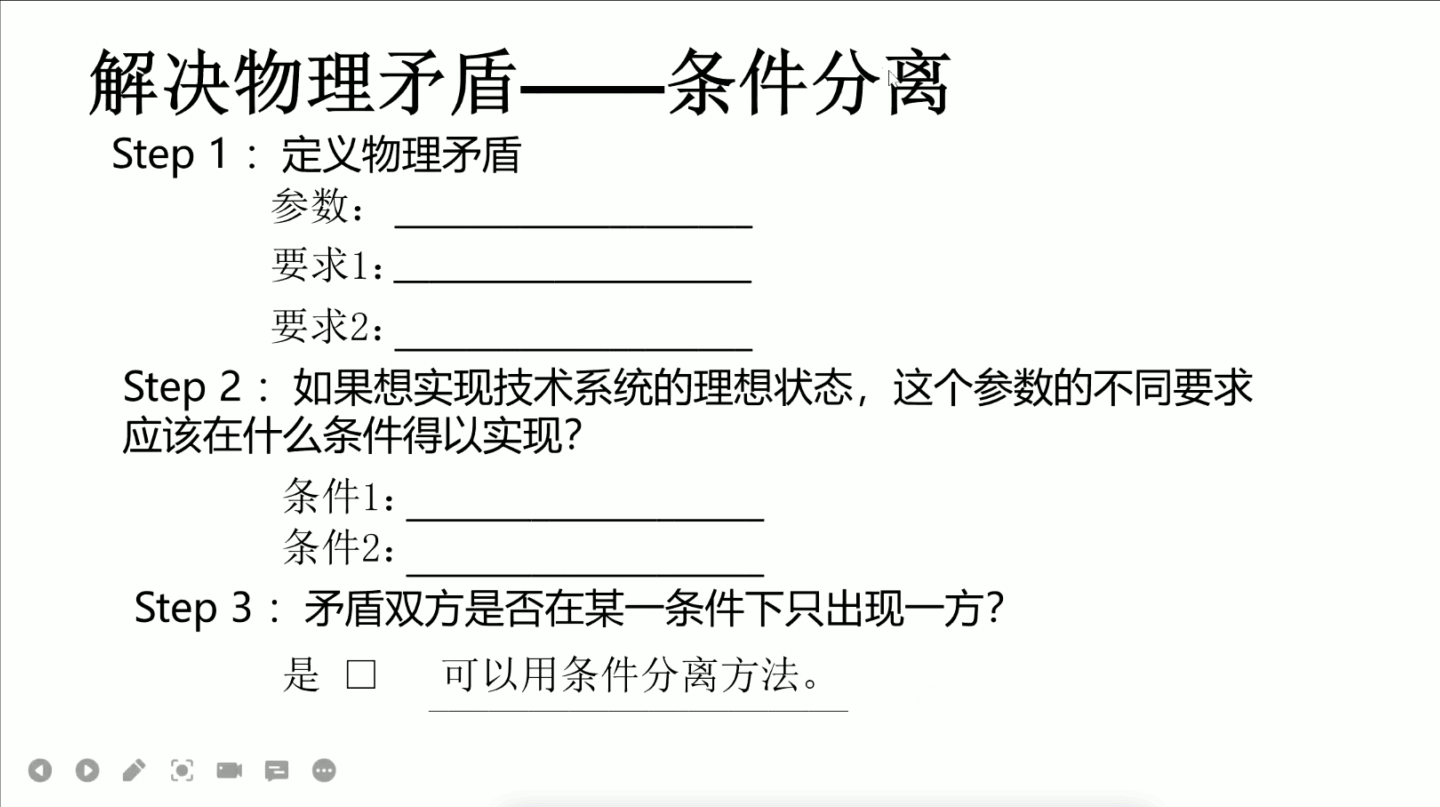 解决物理矛盾——条件分离
Step 1：定义物理矛盾
参数：
要求1：
要求2：
Step 2：如果想实现技术系统的理想状态，这个参数的不同要求
应该在什么条件得以实现？
条件1：
条件2：
Step 3：矛盾双方是否在某一条件下只出现一方？
是 □ 可以用条件分离方法。